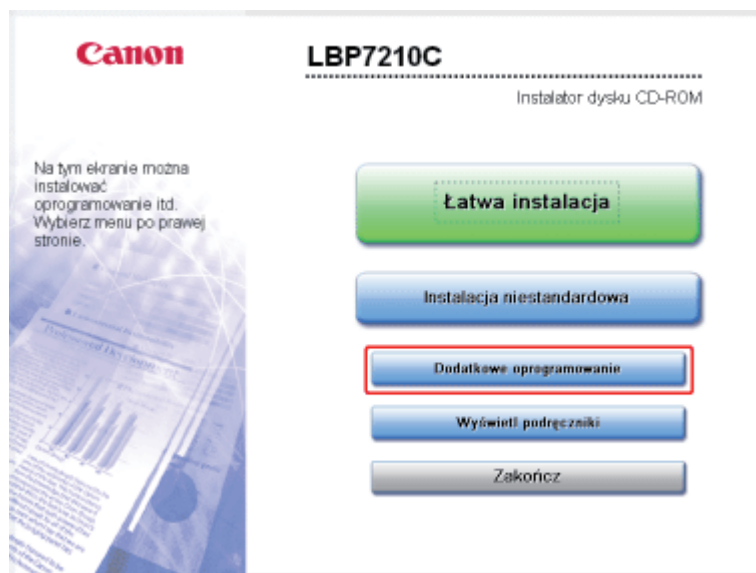 Canon
LBP7210C
Instalator dysku CD-ROM
Na tym ekranie można
instalować
oprogramowanie itd.
Wybierz menu po prawej
stronie.
Łatwa instalacja
Instalacja niestandardowa
Dodatkowe oprogramowanie
Wyświetl podręczniki
Zakończ